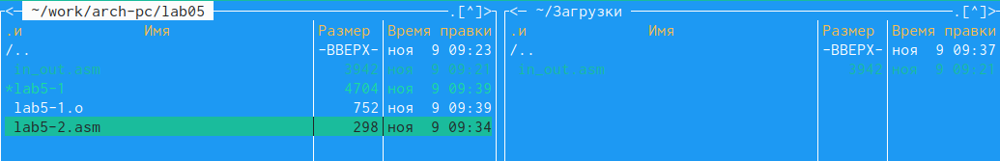 <─ ~/work/arch-pc/lab05 .[^]> <─ ~/Загрузки .[^]>
.и Имя Размер Время правки .и Имя Размер Время правки
/.. -ВВЕРХ- ноя 9 09:23 /.. -ВВЕРХ- ноя 9 09:37
in_out.asm 3942 ноя 9 09:21 in_out.asm 3942 ноя 9 09:21
*lab5-1 4704 ноя 9 09:39
lab5-1.o 752 ноя 9 09:39
lab5-2.asm 298 ноя 9 09:34